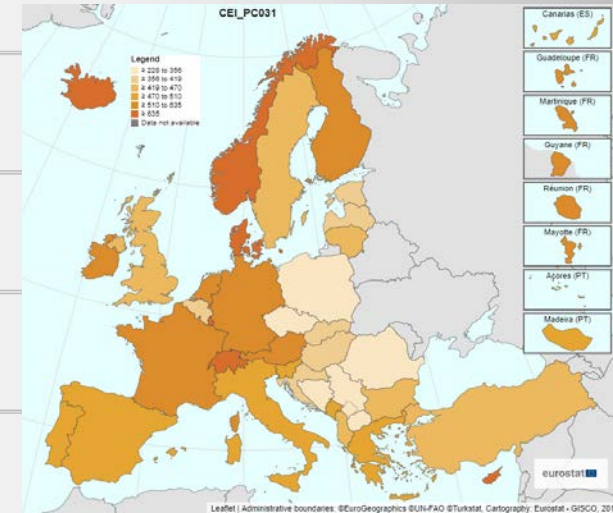 CEI_PC031
Legend
≥ 228 to 356
≥ 356 to 419
≥ 419 to 470
≥ 470 to 510
≥ 510 to 635
≥ 635
Data not available
Canarias (ES)
Guadeloupe (FR)
Martinique (FR)
Guyane (FR)
Réunion (FR)
Mayotte (FR)
Açores (PT)
Madeira (PT)
eurostat
Leaflet | Administrative boundaries: ©EuroGeographics ©UN-FAO ©Turkstat, Cartography: Eurostat - GISCO, 20